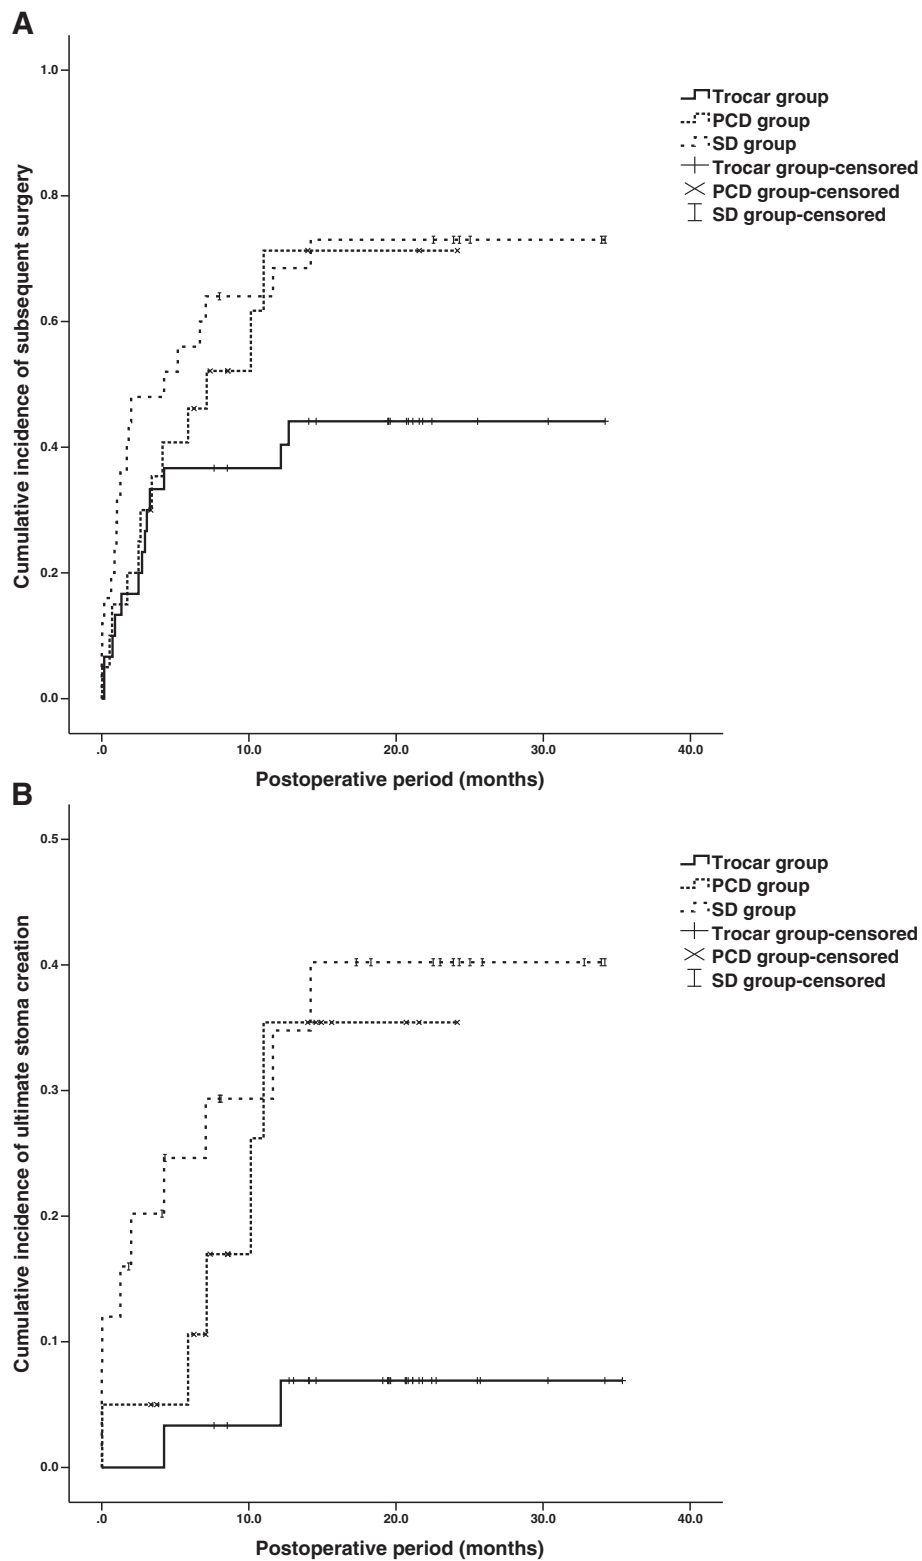 A
Cumulative incidence of subsequent surgery
1.0
0.8
0.6
0.4
0.2
0.0
.0 10.0 20.0 30.0 40.0
Postoperative period (months)
Trocar group
PCD group
SD group
Trocar group-censored
PCD group-censored
SD group-censored
B
Cumulative incidence of ultimate stoma creation
0.5
0.4
0.3
0.2
0.1
0.0
.0 10.0 20.0 30.0 40.0
Postoperative period (months)
Trocar group
PCD group
SD group
Trocar group-censored
PCD group-censored
SD group-censored